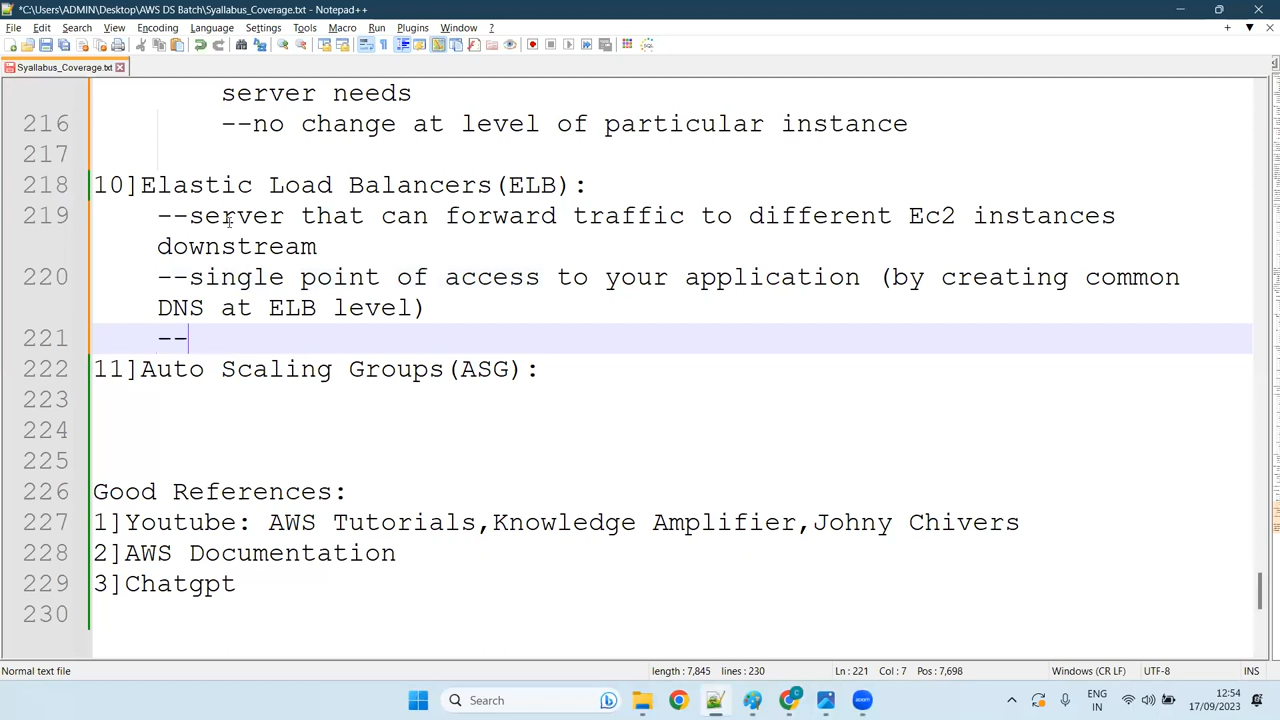 *C:\Users\ADMIN\Desktop\AWS DS Batch\Syallabus_Coverage.txt - Notepad++
File Edit Search View Encoding Language Settings Tools Macro Run Plugins Window ?
Syallabus_Coverage.txt
server needs
216 --no change at level of particular instance
217
218 10]Elastic Load Balancers(ELB):
219 --server that can forward traffic to different Ec2 instances
downstream
220 --single point of access to your application (by creating common
DNS at ELB level)
221 --
222 11]Auto Scaling Groups(ASG):
223
224
225
226 Good References:
227 1]Youtube: AWS Tutorials,Knowledge Amplifier,Johny Chivers
228 2]AWS Documentation
229 3]Chatgpt
230
Normal text file length : 7,845 lines : 230 Ln : 221 Col : 7 Pos : 7,698 Windows (CR LF) UTF-8 INS
Search ENG 12:54
IN 17/09/2023